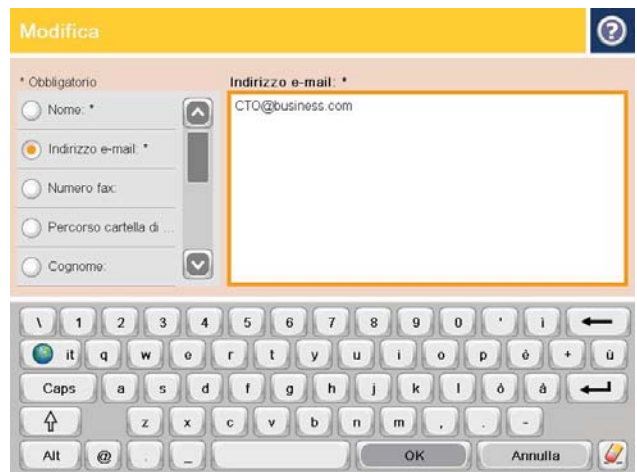 Modifica
?
* Obbligatorio
Nome: *
Indirizzo e-mail: *
Numero fax:
Percorso cartella di ...
Cognome:
Indirizzo e-mail: *
CTO@business.com
\ 1 2 3 4 5 6 7 8 9 0 ' ì
it q w e r t y u i o p è + ù
Caps a s d f g h j k l ò à
z x c v b n m , . -
Alt @ . _ OK Annulla